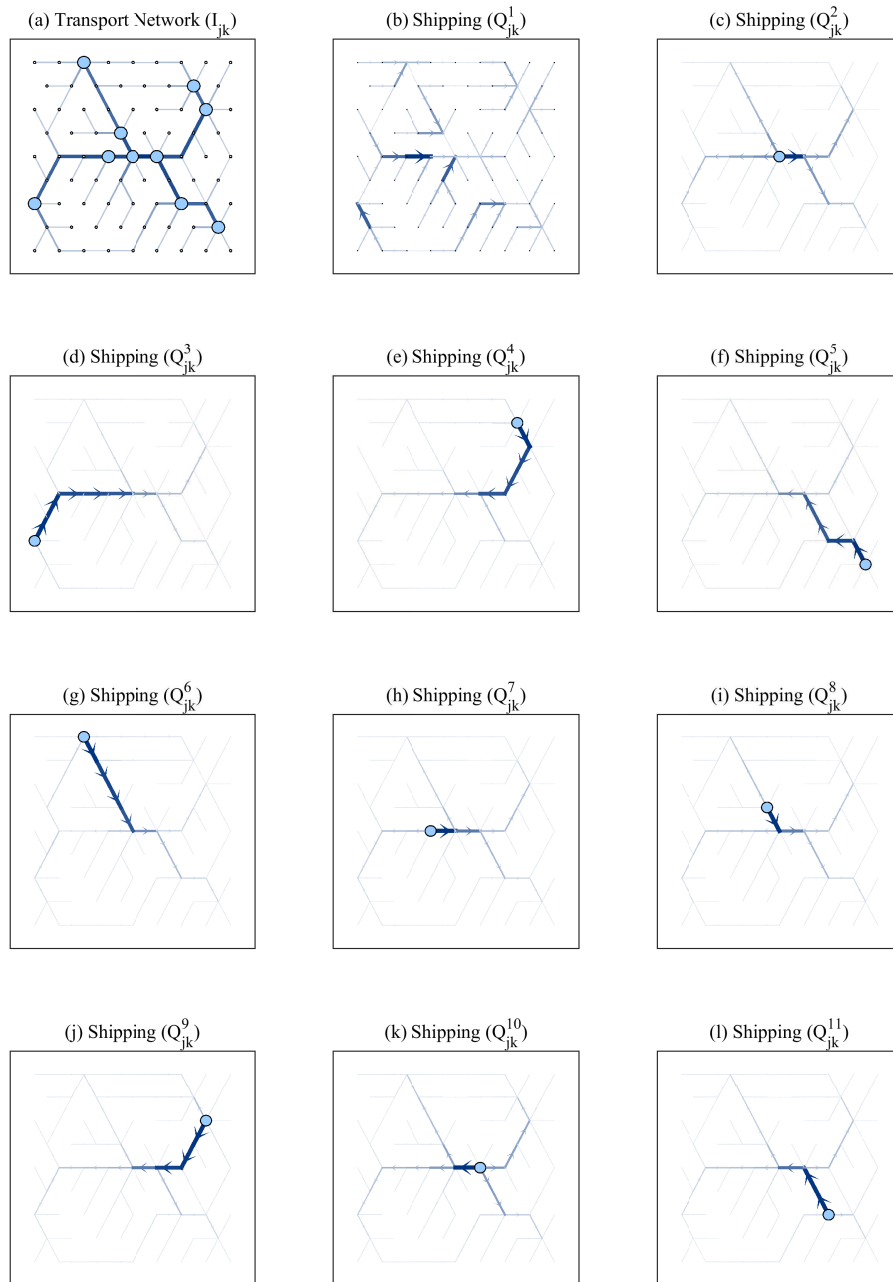 (a) Transport Network (I_jk)
(b) Shipping (Q^1_jk)
(c) Shipping (Q^2_jk)
(d) Shipping (Q^3_jk)
(e) Shipping (Q^4_jk)
(f) Shipping (Q^5_jk)
(g) Shipping (Q^6_jk)
(h) Shipping (Q^7_jk)
(i) Shipping (Q^8_jk)
(j) Shipping (Q^9_jk)
(k) Shipping (Q^10_jk)
(l) Shipping (Q^11_jk)